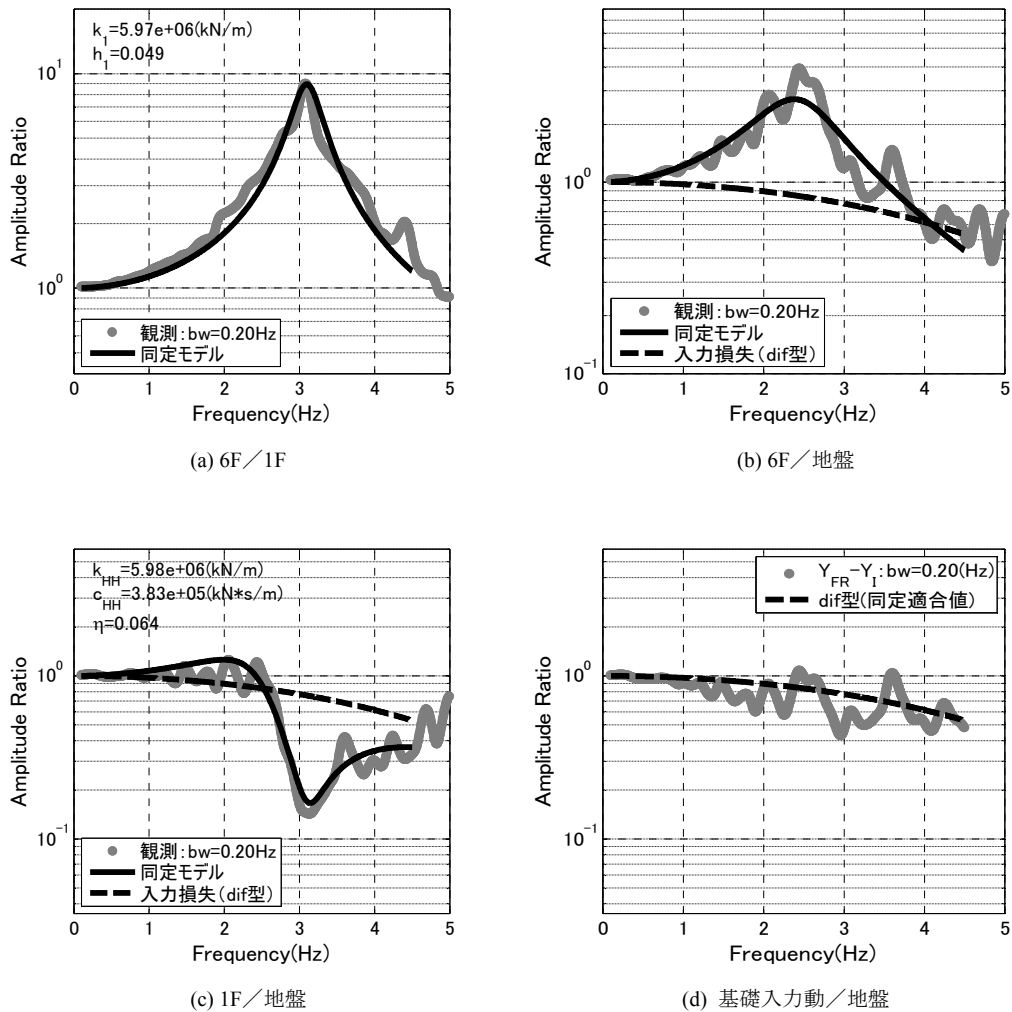 k1=5.97e+06(kN/m)
h1=0.049
10^1
10^0
Amplitude Ratio
観測：bw=0.20Hz
同定モデル
0 1 2 3 4 5
Frequency(Hz)
(a) 6F／1F
10^0
10^-1
Amplitude Ratio
観測：bw=0.20Hz
同定モデル
入力損失（dif型）
0 1 2 3 4 5
Frequency(Hz)
(b) 6F／地盤
kHH=5.98e+06(kN/m)
cHH=3.83e+05(kN*s/m)
η=0.064
10^0
10^-1
Amplitude Ratio
観測：bw=0.20Hz
同定モデル
入力損失（dif型）
0 1 2 3 4 5
Frequency(Hz)
(c) 1F／地盤
YFR-YI：bw=0.20(Hz)
dif型(同定適合値)
10^0
10^-1
Amplitude Ratio
0 1 2 3 4 5
Frequency(Hz)
(d) 基礎入力動／地盤